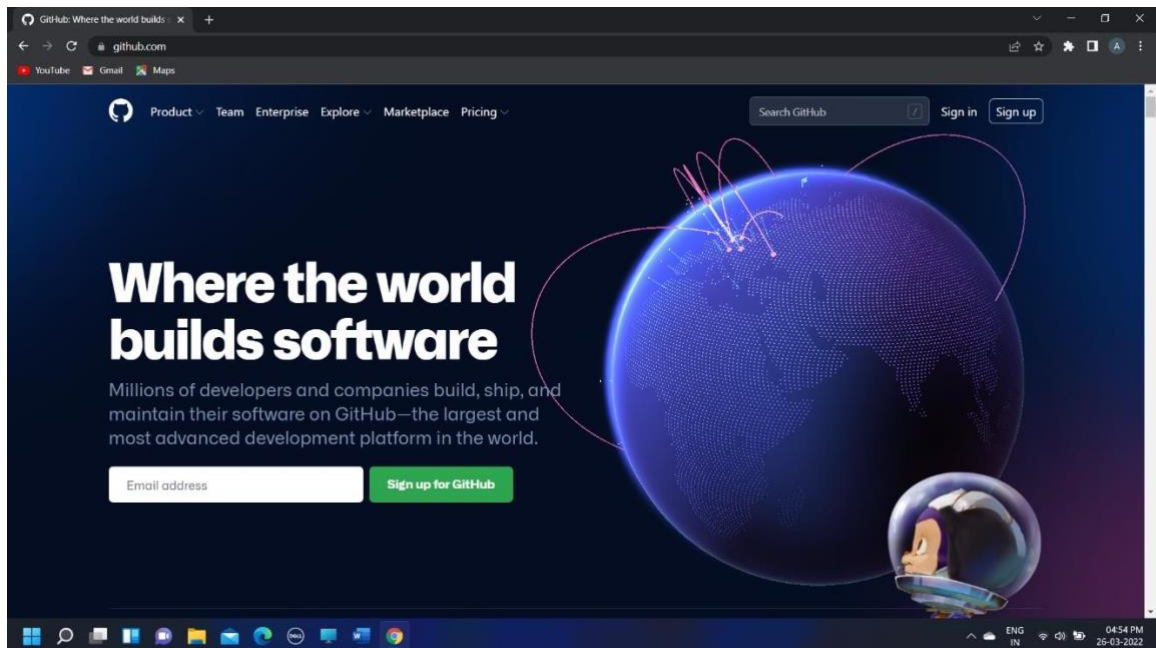 GitHub: Where the world builds s
github.com
YouTube Gmail Maps
Product Team Enterprise Explore Marketplace Pricing Search GitHub / Sign in Sign up
Where the world
builds software
Millions of developers and companies build, ship, and
maintain their software on GitHub—the largest and
most advanced development platform in the world.
Email address Sign up for GitHub
ENG 04:54 PM
IN 26-03-2022